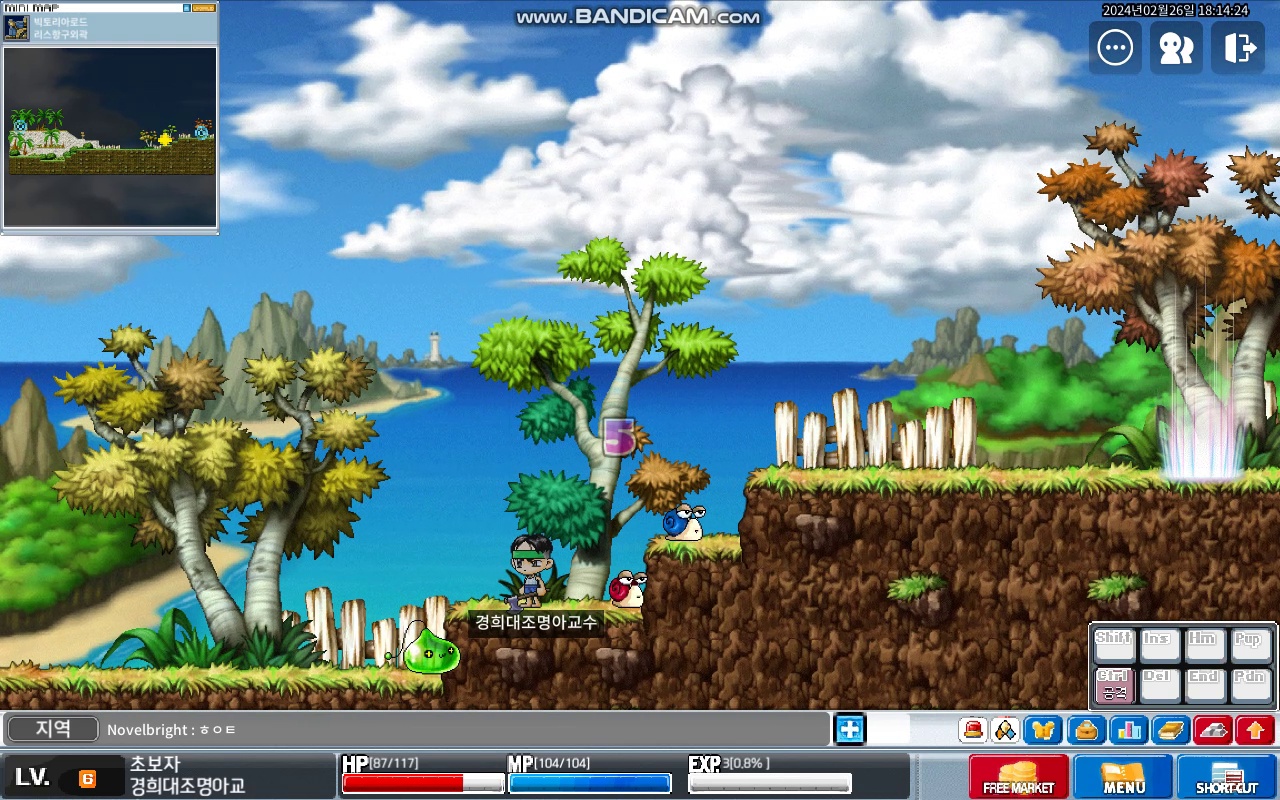 MINI MAP
WORLD
빅토리아로드
리스항구외곽
www.BANDICAM.com
2024년02월26일 18:14:24
5
경희대조명아교수
Shift Ins Hm Pup
Ctrl Del End Pdn
공격
지역 Novelbright : ㅎㅇㅌ
LV. 6
초보자
경희대조명아교
HP[87/117] MP[104/104] EXP 3[0.8% ]
FREE MARKET MENU SHORTCUT